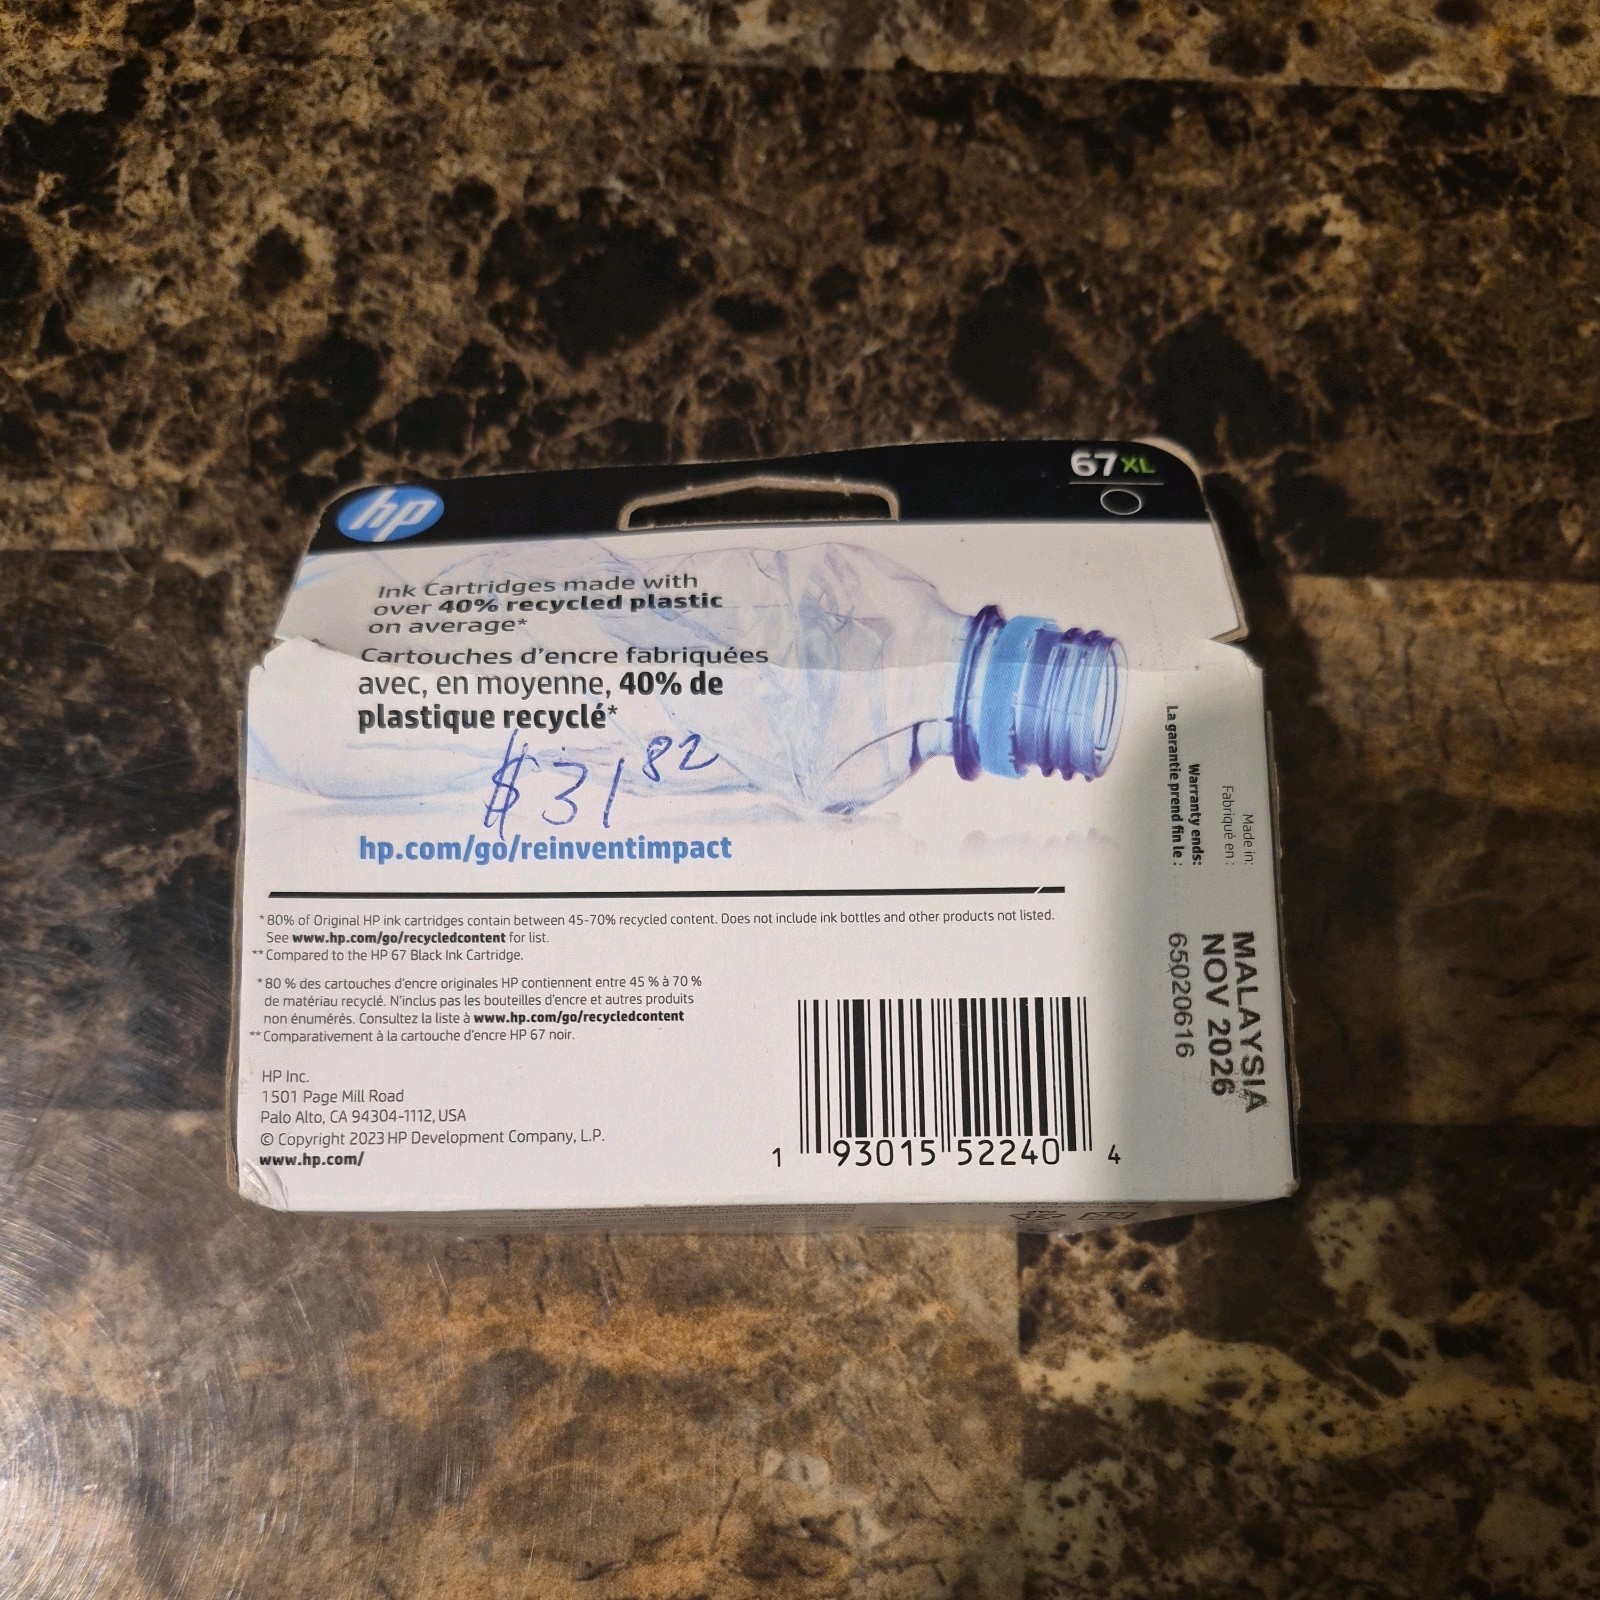 hp
67XL
Ink Cartridges made with
over 40% recycled plastic
on average*
Cartouches d'encre fabriquées
avec, en moyenne, 40% de
plastique recyclé*
$31 82
hp.com/go/reinventimpact
*80% of Original HP ink cartridges contain between 45-70% recycled content. Does not include ink bottles and other products not listed.
See www.hp.com/go/recycledcontent for list.
**Compared to the HP 67 Black Ink Cartridge.
*80 % des cartouches d'encre originales HP contiennent entre 45 % à 70 %
de matériau recyclé. N'inclus pas les bouteilles d'encre et autres produits
non énumérés. Consultez la liste à www.hp.com/go/recycledcontent
**Comparativement à la cartouche d'encre HP 67 noir.
HP Inc.
1501 Page Mill Road
Palo Alto, CA 94304-1112, USA
© Copyright 2023 HP Development Company, L.P.
www.hp.com/
1 93015 52240 4
Made in:
Fabriqué en :
MALAYSIA
Warranty ends:
La garantie prend fin le :
NOV 2026
65020616